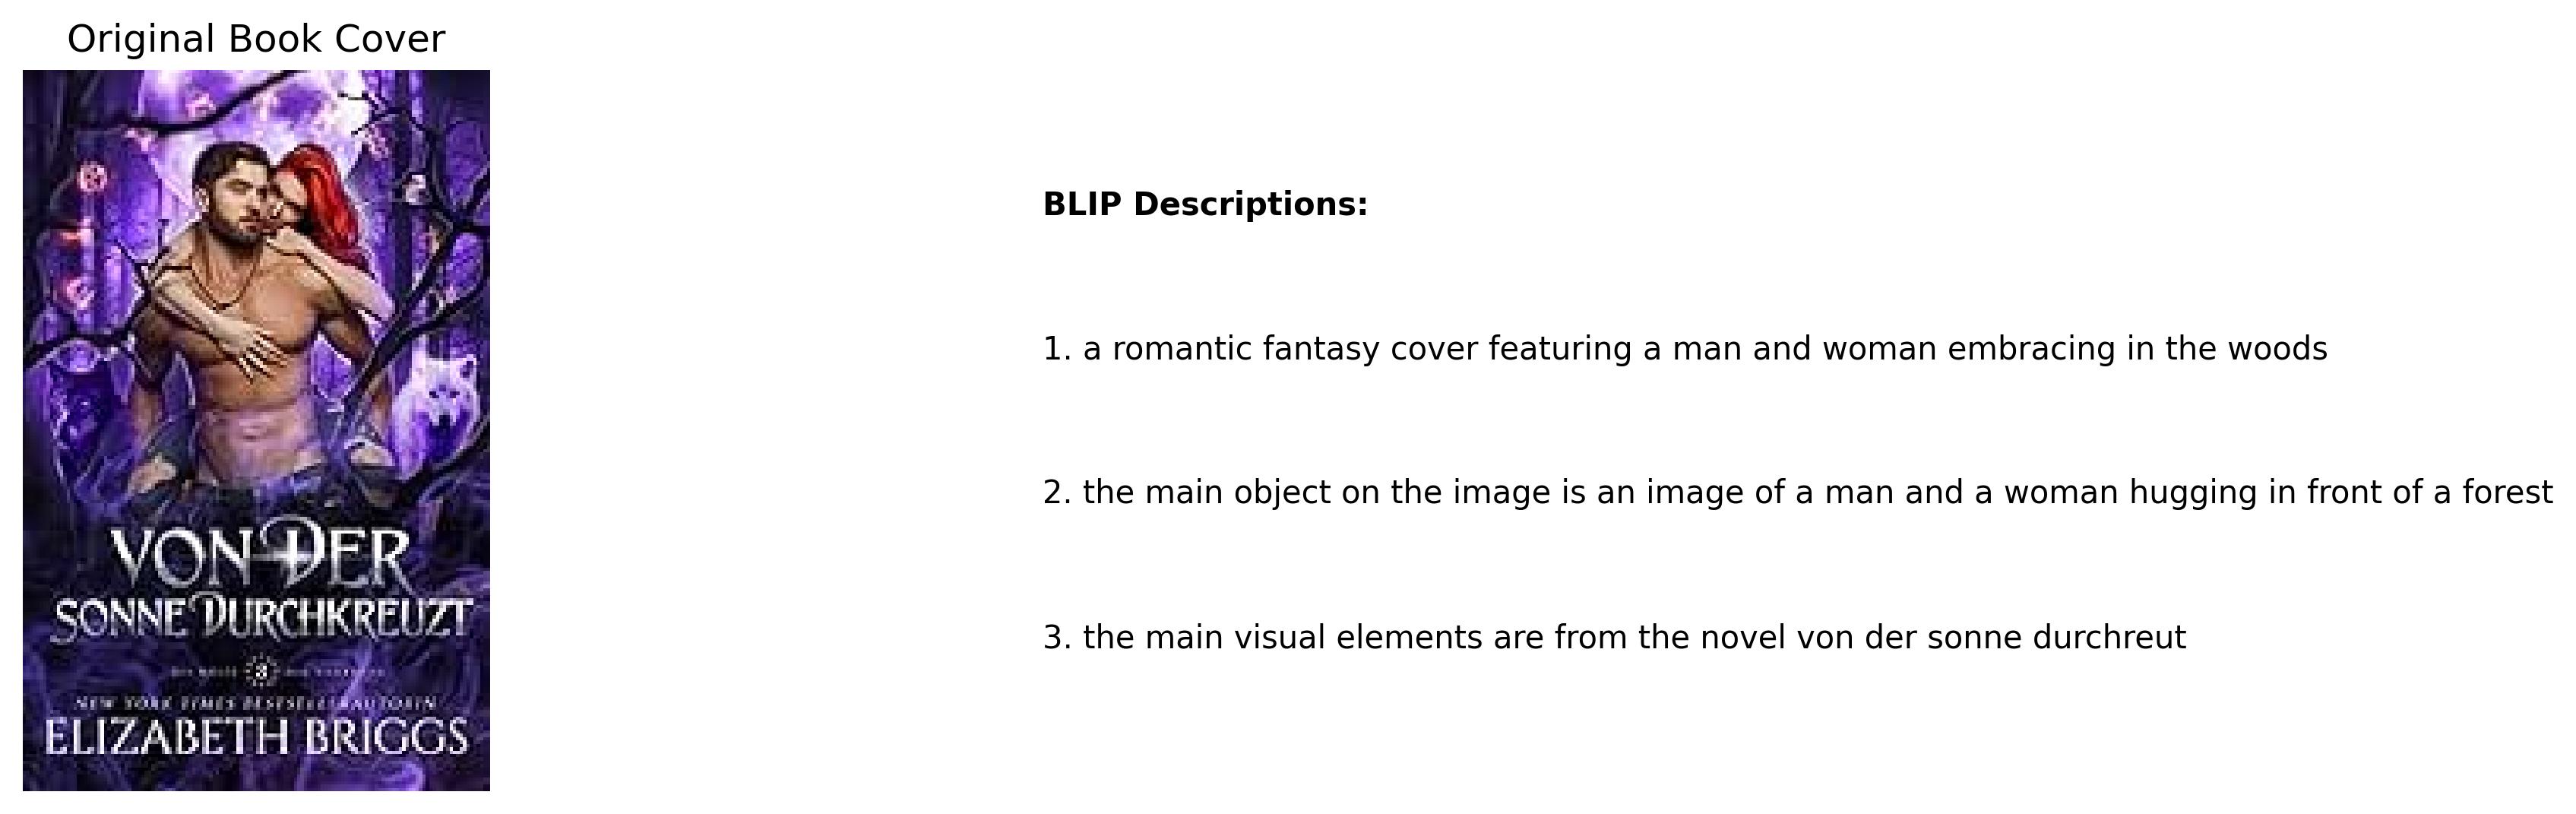 Original Book Cover
VON DER
SONNE DURCHKREUZT
3
NEW YORK TIMES BESTSELLERAUTORIN
ELIZABETH BRIGGS
BLIP Descriptions:
1. a romantic fantasy cover featuring a man and woman embracing in the woods
2. the main object on the image is an image of a man and a woman hugging in front of a forest
3. the main visual elements are from the novel von der sonne durchreut